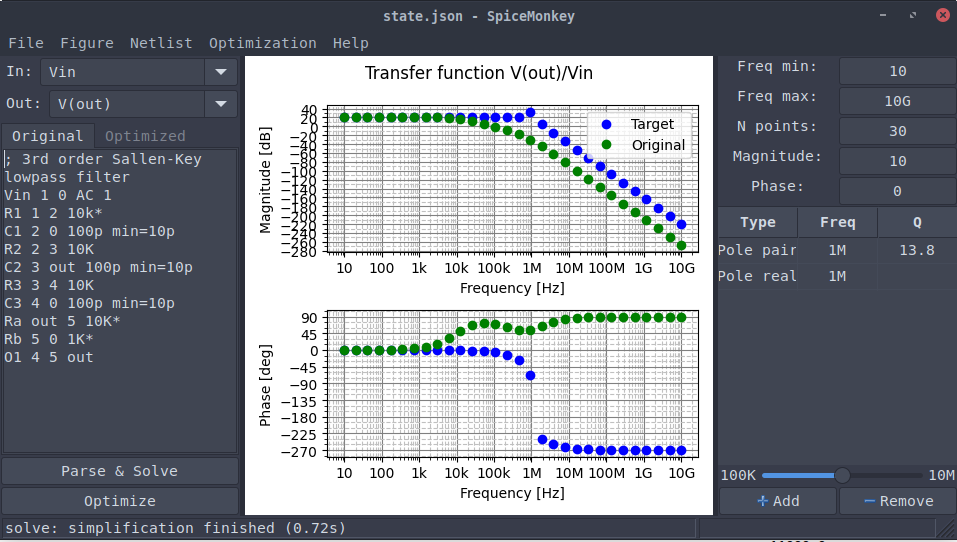 state.json - SpiceMonkey
File Figure Netlist Optimization Help
In: Vin
Out: V(out)
Original Optimized
; 3rd order Sallen-Key
lowpass filter
Vin 1 0 AC 1
R1 1 2 10k*
C1 2 0 100p min=10p
R2 2 3 10K
C2 3 out 100p min=10p
R3 3 4 10K
C3 4 0 100p min=10p
Ra out 5 10K*
Rb 5 0 1K*
O1 4 5 out
Parse & Solve
Optimize
Transfer function V(out)/Vin
Magnitude [dB]
40
20
0
−20
−40
−60
−80
−100
−120
−140
−160
−180
−200
−220
−240
−260
−280
Target
Original
10 100 1k 10k 100k 1M 10M 100M 1G 10G
Frequency [Hz]
Phase [deg]
90
45
0
−45
−90
−135
−180
−225
−270
10 100 1k 10k 100k 1M 10M 100M 1G 10G
Frequency [Hz]
Freq min: 10
Freq max: 10G
N points: 30
Magnitude: 10
Phase: 0
Type Freq Q
Pole pair 1M 13.8
Pole real 1M
100K 10M
+ Add − Remove
solve: simplification finished (0.72s)